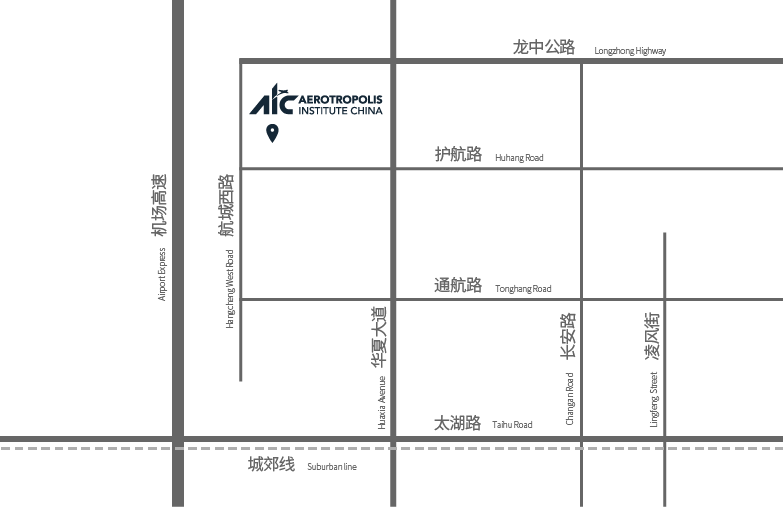 龙中公路 Longzhong Highway
AIC AEROTROPOLIS
INSTITUTE CHINA
护航路 Huhang Road
机场高速 Airport Express
航城西路 Hangcheng West Road
通航路 Tonghang Road
华夏大道 Huaxia Avenue
长安路 Changan Road
凌风街 Lingfeng Street
太湖路 Taihu Road
城郊线 Suburban line